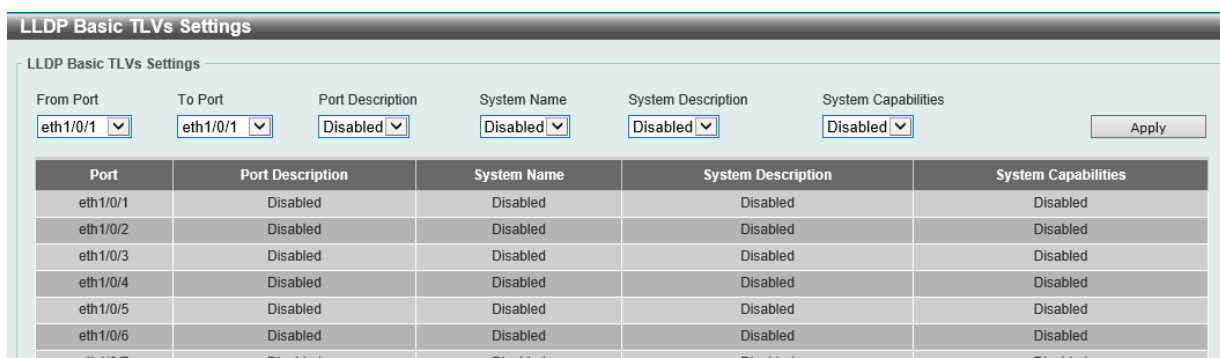 LLDP Basic TLVs Settings
LLDP Basic TLVs Settings
From Port To Port Port Description System Name System Description System Capabilities
eth1/0/1 eth1/0/1 Disabled Disabled Disabled Disabled Apply
Port Port Description System Name System Description System Capabilities
eth1/0/1 Disabled Disabled Disabled Disabled
eth1/0/2 Disabled Disabled Disabled Disabled
eth1/0/3 Disabled Disabled Disabled Disabled
eth1/0/4 Disabled Disabled Disabled Disabled
eth1/0/5 Disabled Disabled Disabled Disabled
eth1/0/6 Disabled Disabled Disabled Disabled